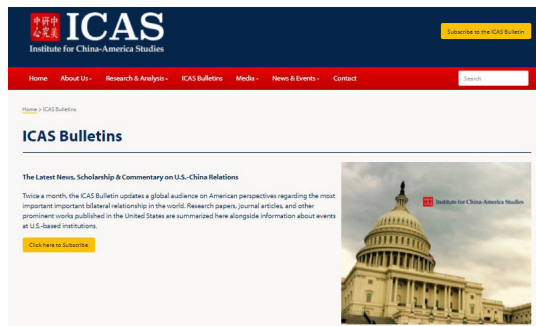 中研中
心究美
ICAS
Institute for China-America Studies
Subscribe to the ICAS Bulletin
Home About Us Research & Analysis ICAS Bulletins Media News & Events Contact Search
Home > ICAS Bulletins
ICAS Bulletins
The Latest News, Scholarship & Commentary on U.S.-China Relations
Twice a month, the ICAS Bulletin updates a global audience on American perspectives regarding the most
important important bilateral relationship in the world. Research papers, journal articles, and other
prominent works published in the United States are summarized here alongside information about events
at U.S.-based institutions.
Click here to Subscribe
Institute for China-America Studies